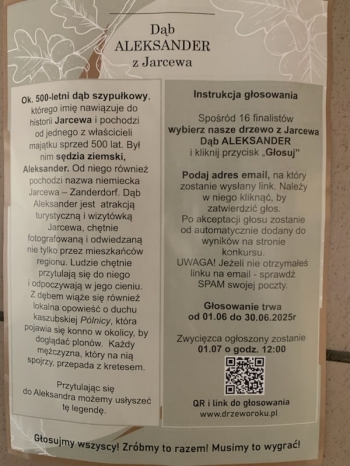 Dąb
ALEKSANDER
z Jarcewa
Ok. 500-letni dąb szypułkowy,
którego imię nawiązuje do
historii Jarcewa i pochodzi
od jednego z właścicieli
majątku sprzed 500 lat. Był
nim sędzia ziemski,
Aleksander. Od niego również
pochodzi nazwa niemiecka
Jarcewa – Zanderdorf. Dąb
Aleksander jest atrakcją
turystyczną i wizytówką
Jarcewa, chętnie
fotografowaną i odwiedzaną
nie tylko przez mieszkańców
regionu. Ludzie chętnie
przytulają się do niego
i odpoczywają w jego cieniu.
Z dębem wiąże się również
lokalna opowieść o duchu
kaszubskiej Północy, która
pojawia się konno w okolicy, by
doglądać plonów. Każdy
mężczyzna, który na nią
spojrzy, przepada z kretesem.
Przytulając się
do Aleksandra możemy usłyszeć
tę legendę.
Instrukcja głosowania
Spośród 16 finalistów
wybierz nasze drzewo z Jarcewa
Dąb ALEKSANDER
i kliknij przycisk „Głosuj”
Podaj adres email, na który
zostanie wysłany link. Należy
w niego kliknąć, by
zatwierdzić głos.
Po akceptacji głosu zostanie
od automatycznie dodany do
wyników na stronie
konkursu.
UWAGA! Jeżeli nie otrzymałeś
linku na email - sprawdź
SPAM swojej poczty.
Głosowanie trwa
od 01.06 do 30.06.2025r
Zwycięzca ogłoszony zostanie
01.07 o godz. 12:00
QR i link do głosowania
www.drzeworoku.pl
Głosujmy wszyscy! Zróbmy to razem! Musimy to wygrać!